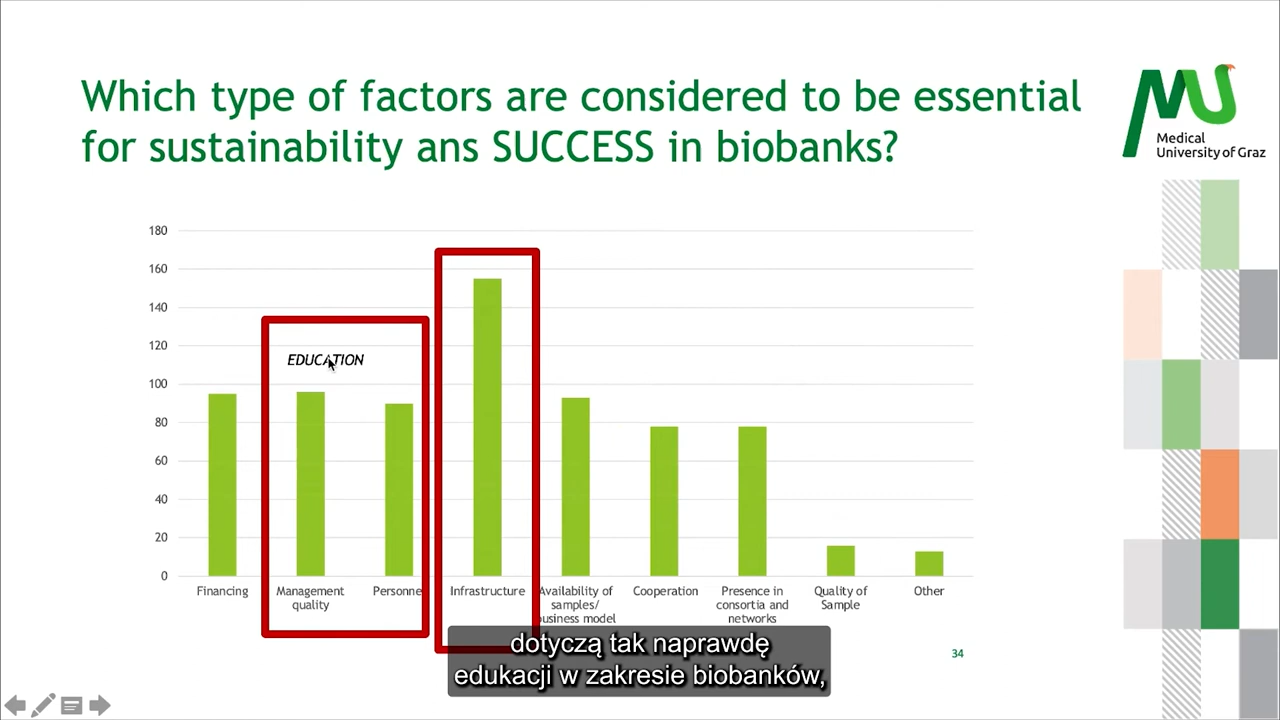 Which type of factors are considered to be essential
for sustainability ans SUCCESS in biobanks?
Medical
University of Graz
180
160
140
120
100
80
60
40
20
0
EDUCATION
Financing
Management
quality
Personne
Infrastructure
Availability of
samples/
business model
Cooperation
Presence in
consortia and
networks
Quality of
Sample
Other
dotyczą tak naprawdę
edukacji w zakresie biobanków,
34